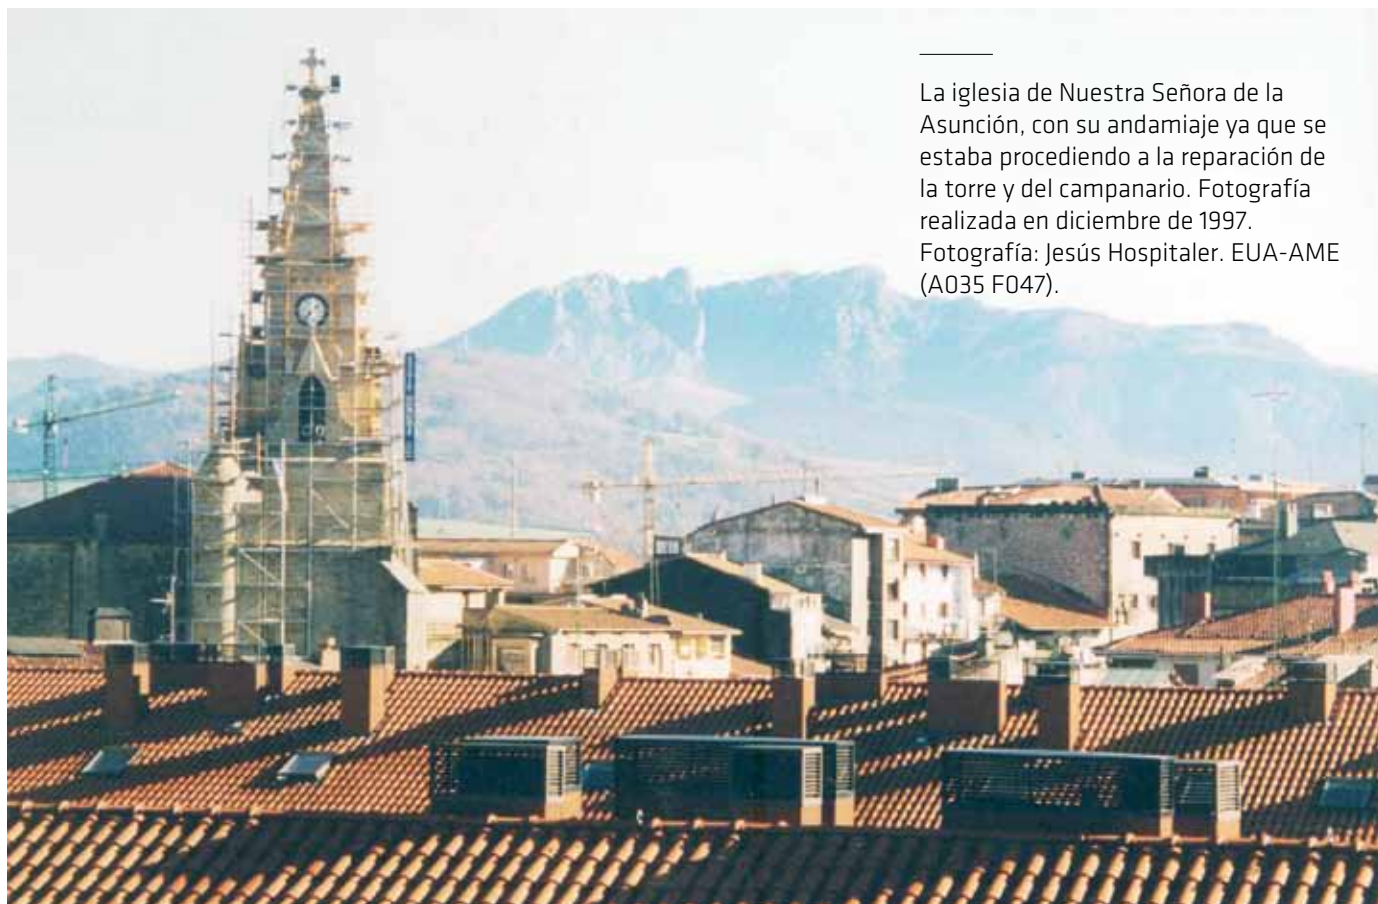 La iglesia de Nuestra Señora de la
Asunción, con su andamiaje ya que se
estaba procediendo a la reparación de
la torre y del campanario. Fotografía
realizada en diciembre de 1997.
Fotografía: Jesús Hospitaler. EUA-AME
(A035 F047).